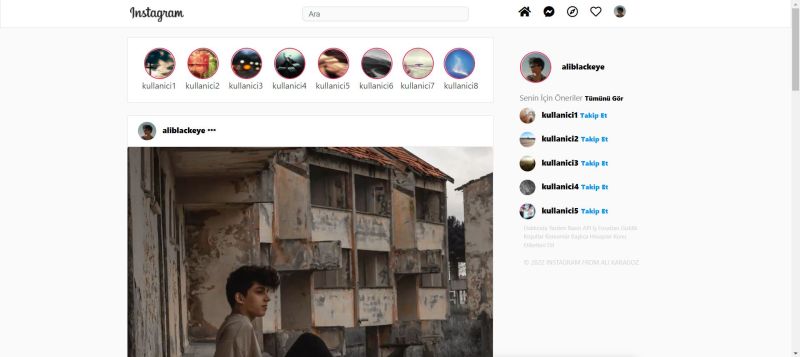 Instagram
Ara
kullanici1 kullanici2 kullanici3 kullanici4 kullanici5 kullanici6 kullanici7 kullanici8
aliblackeye •••
aliblackeye
Senin İçin Öneriler Tümünü Gör
kullanici1 Takip Et
kullanici2 Takip Et
kullanici3 Takip Et
kullanici4 Takip Et
kullanici5 Takip Et
Hakkında Yardım Basın API İş Fırsatları Gizlilik
Koşullar Konumlar Başlıca Hesaplar Konu
Etiketleri Dil
© 2022 INSTAGRAM FROM ALI KARAGÖZ